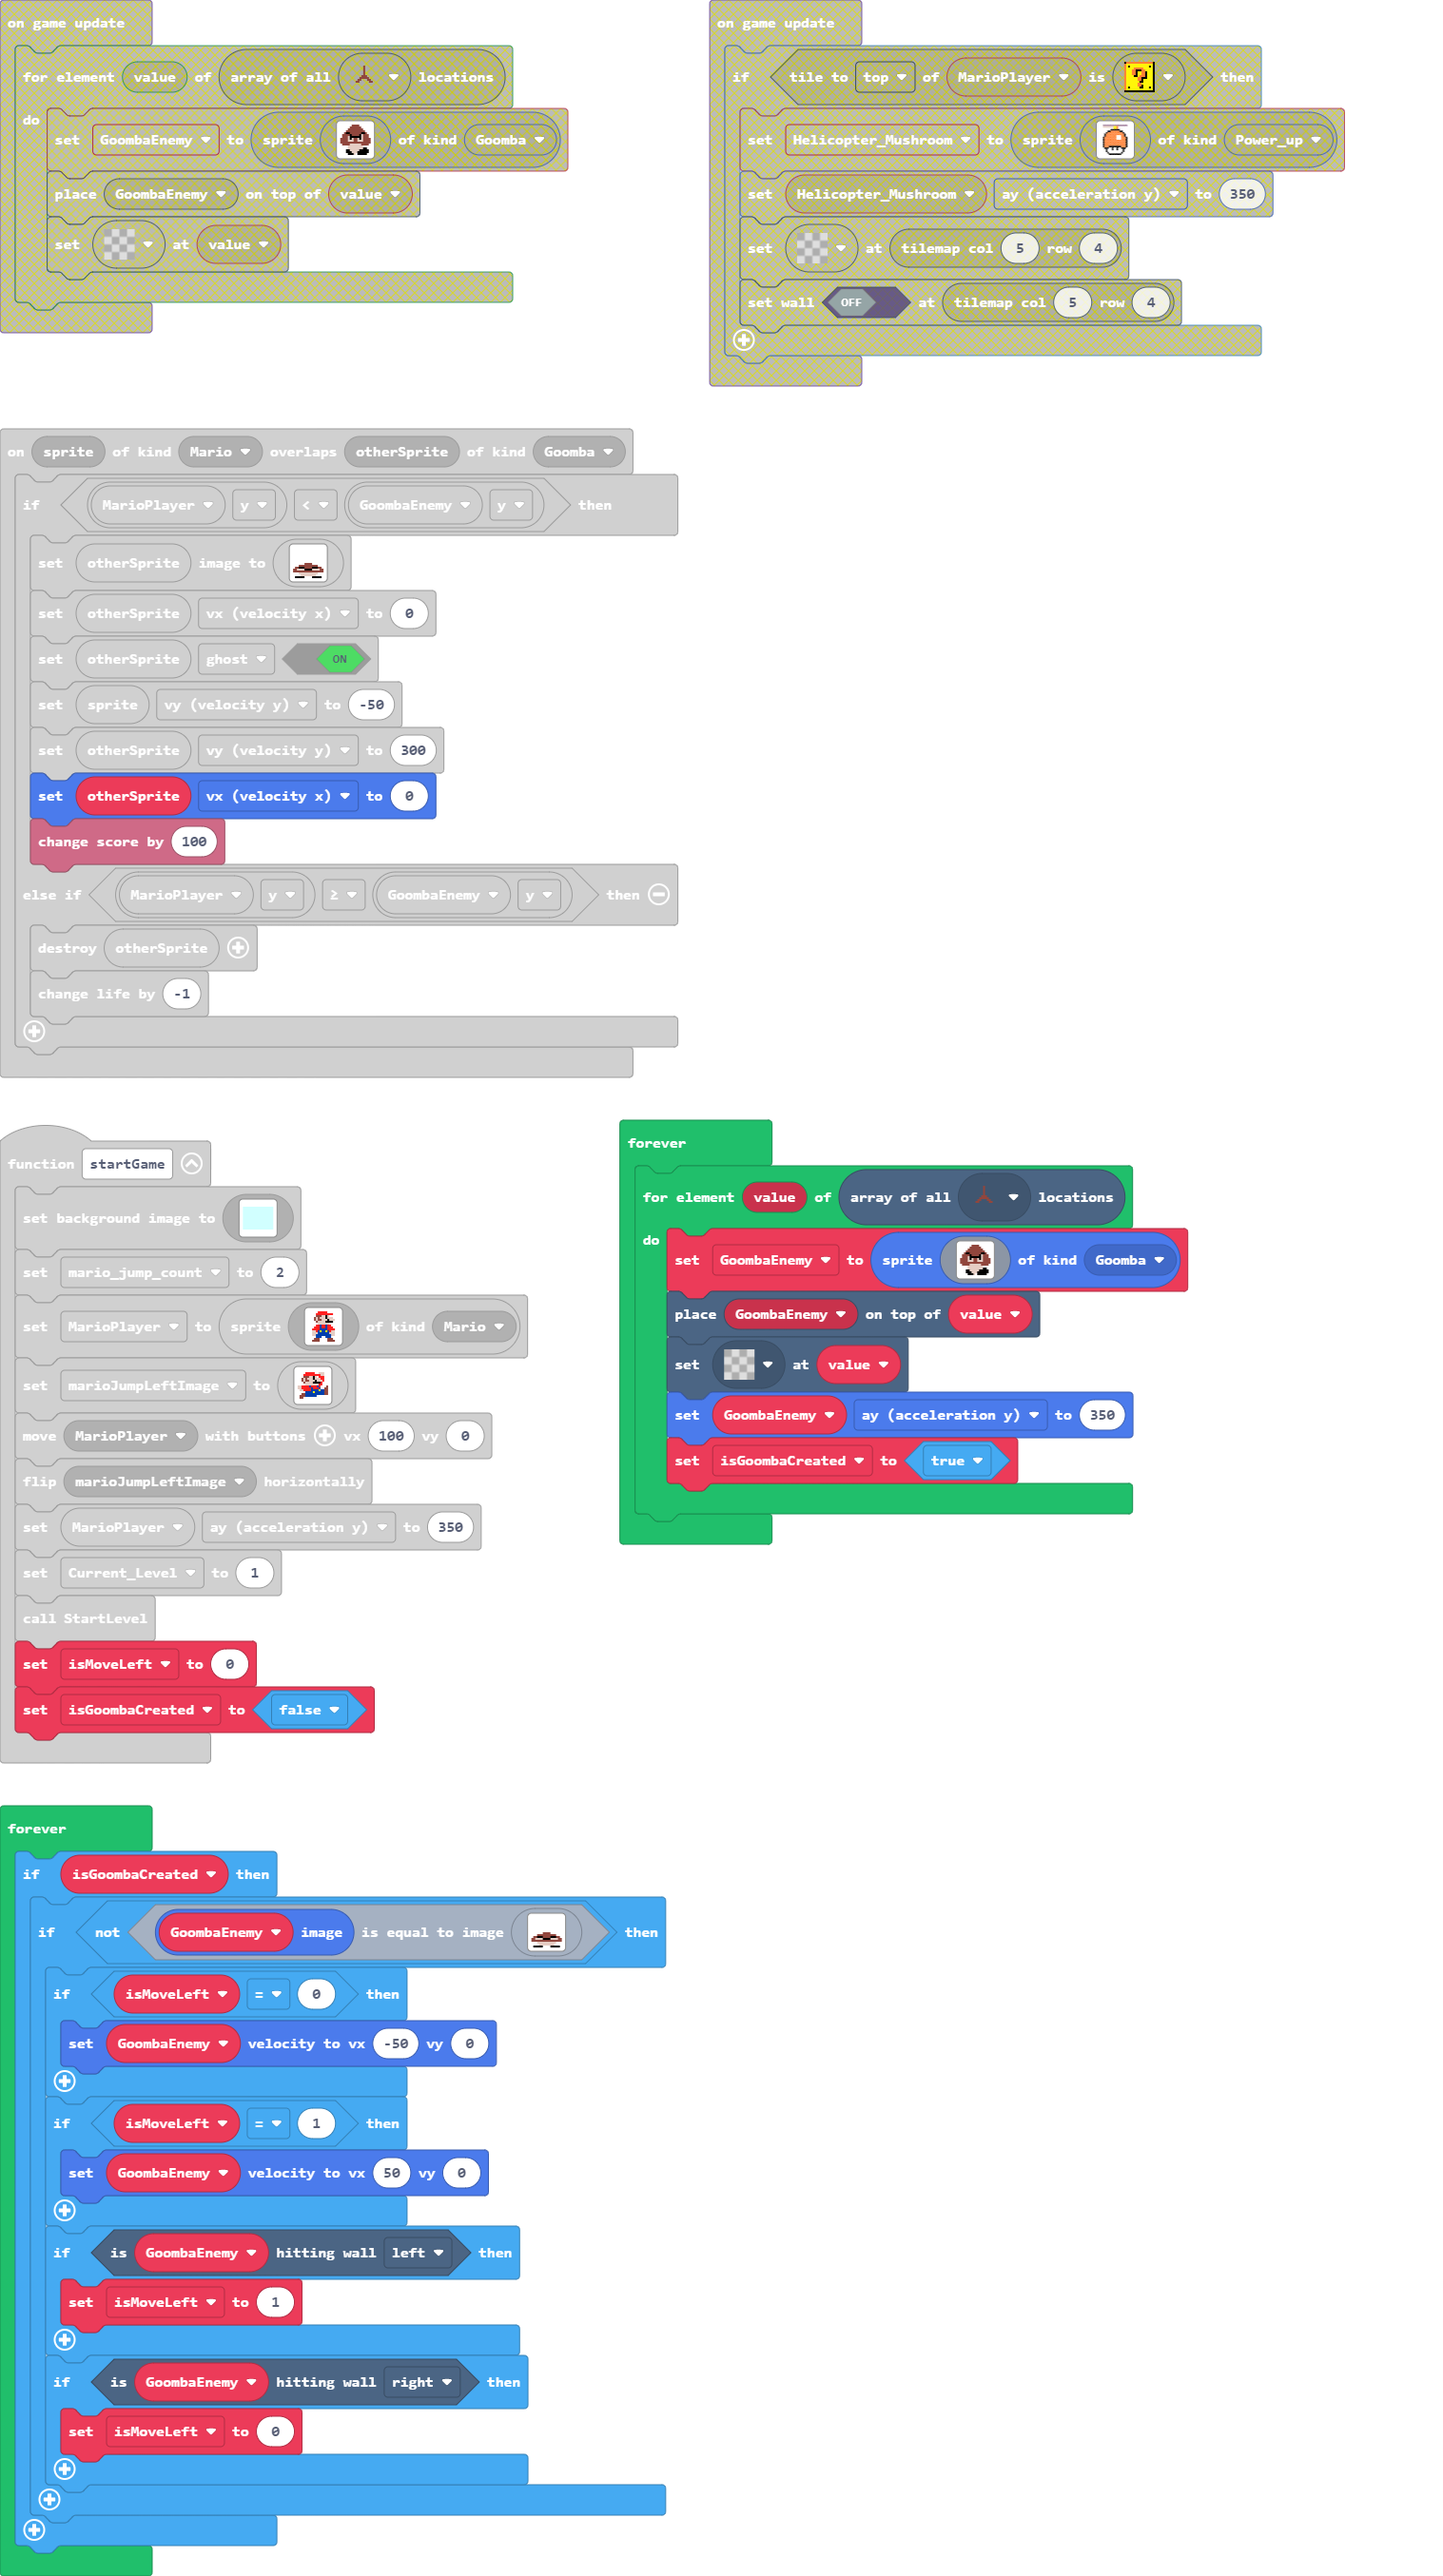 on game update
for element value of array of all locations
do
set GoombaEnemy to sprite of kind Goomba
place GoombaEnemy on top of value
set at value
on game update
if tile to top of MarioPlayer is ? then
set Helicopter_Mushroom to sprite of kind Power_up
set Helicopter_Mushroom ay (acceleration y) to 350
set at tilemap col 5 row 4
set wall OFF at tilemap col 5 row 4
on sprite of kind Mario overlaps otherSprite of kind Goomba
if MarioPlayer y < GoombaEnemy y then
set otherSprite image to
set otherSprite vx (velocity x) to 0
set otherSprite ghost ON
set sprite vy (velocity y) to -50
set otherSprite vy (velocity y) to 300
set otherSprite vx (velocity x) to 0
change score by 100
else if MarioPlayer y ≥ GoombaEnemy y then
destroy otherSprite
change life by -1
function startGame
set background image to
set mario_jump_count to 2
set MarioPlayer to sprite of kind Mario
set marioJumpLeftImage to
move MarioPlayer with buttons vx 100 vy 0
flip marioJumpLeftImage horizontally
set MarioPlayer ay (acceleration y) to 350
set Current_Level to 1
call StartLevel
set isMoveLeft to 0
set isGoombaCreated to false
forever
for element value of array of all locations
do
set GoombaEnemy to sprite of kind Goomba
place GoombaEnemy on top of value
set at value
set GoombaEnemy ay (acceleration y) to 350
set isGoombaCreated to true
forever
if isGoombaCreated then
if not GoombaEnemy image is equal to image then
if isMoveLeft = 0 then
set GoombaEnemy velocity to vx -50 vy 0
if isMoveLeft = 1 then
set GoombaEnemy velocity to vx 50 vy 0
if is GoombaEnemy hitting wall left then
set isMoveLeft to 1
if is GoombaEnemy hitting wall right then
set isMoveLeft to 0